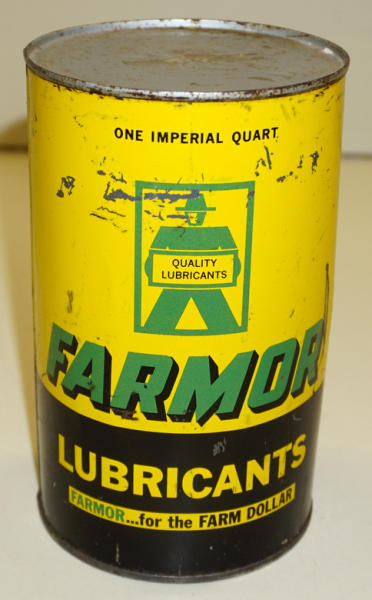 ONE IMPERIAL QUART
QUALITY
LUBRICANTS
FARMOR
LUBRICANTS
FARMOR...for the FARM DOLLAR